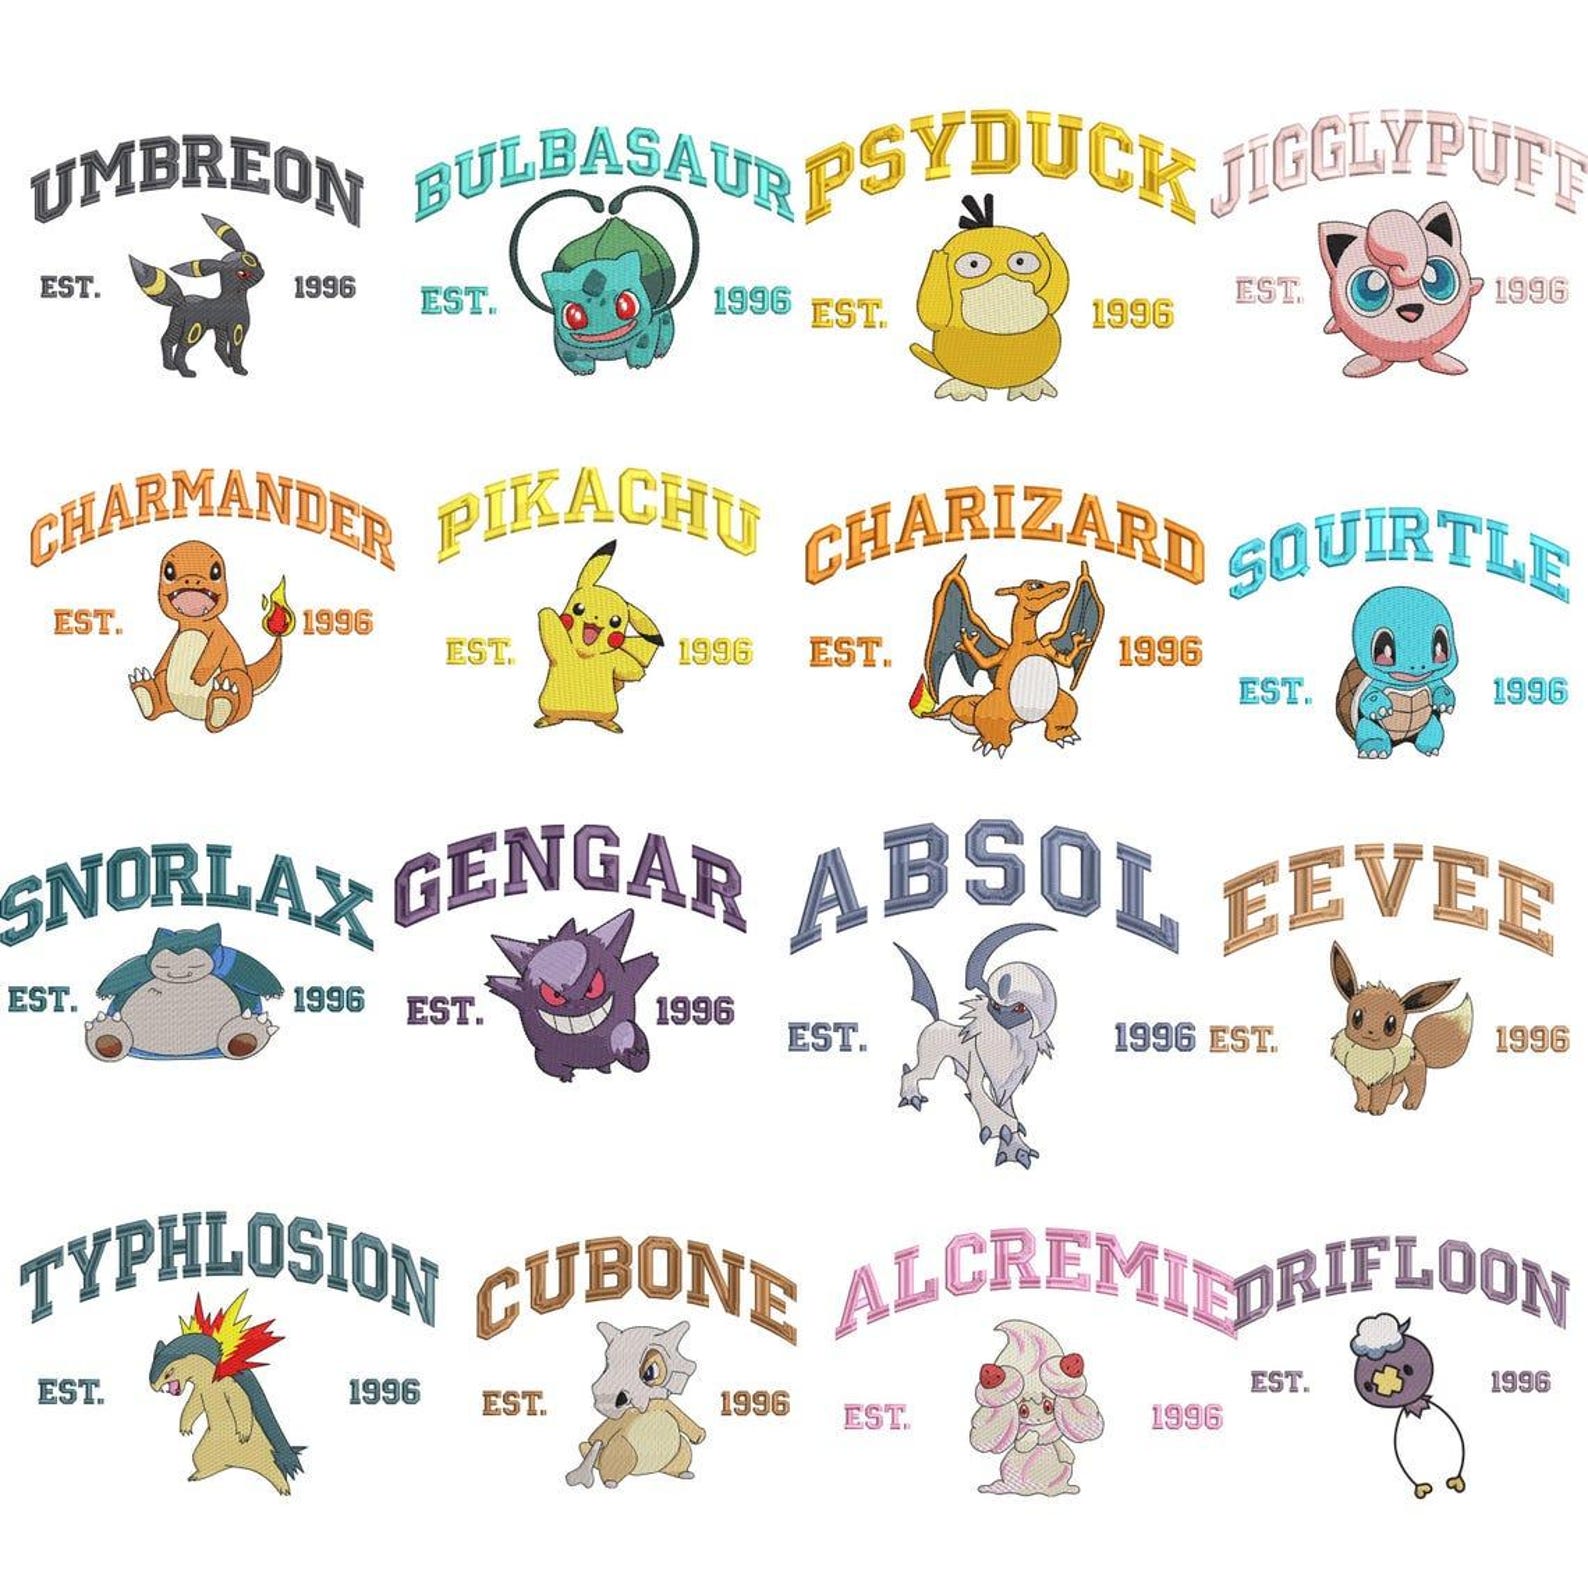 UMBREON
EST. 1996
BULBASAUR
EST. 1996
PSYDUCK
EST. 1996
JIGGLYPUFF
EST. 1996
CHARMANDER
EST. 1996
PIKACHU
EST. 1996
CHARIZARD
EST. 1996
SQUIRTLE
EST. 1996
SNORLAX
EST. 1996
GENGAR
EST. 1996
ABSOL
EST. 1996
EEVEE
EST. 1996
TYPHLOSION
EST. 1996
CUBONE
EST. 1996
ALCREMIE
EST. 1996
DRIFLOON
EST. 1996